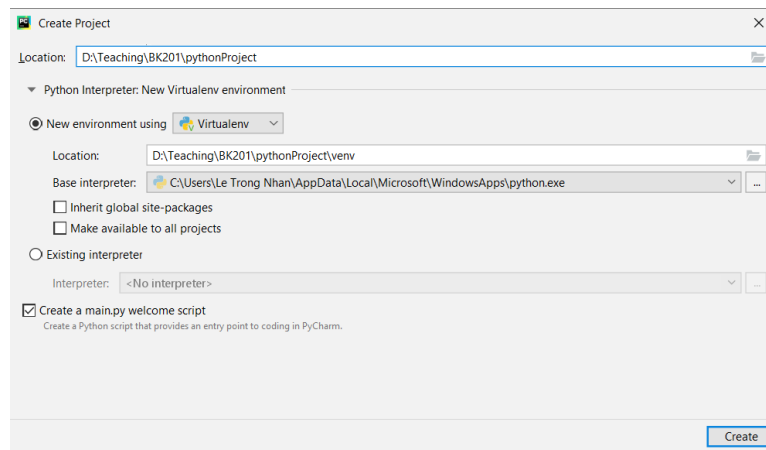 PC Create Project
Location: D:\Teaching\BK201\pythonProject
Python Interpreter: New Virtualenv environment
New environment using Virtualenv
Location: D:\Teaching\BK201\pythonProject\venv
Base interpreter: C:\Users\Le Trong Nhan\AppData\Local\Microsoft\WindowsApps\python.exe ...
Inherit global site-packages
Make available to all projects
Existing interpreter
Interpreter: <No interpreter> ...
Create a main.py welcome script
Create a Python script that provides an entry point to coding in PyCharm.
Create